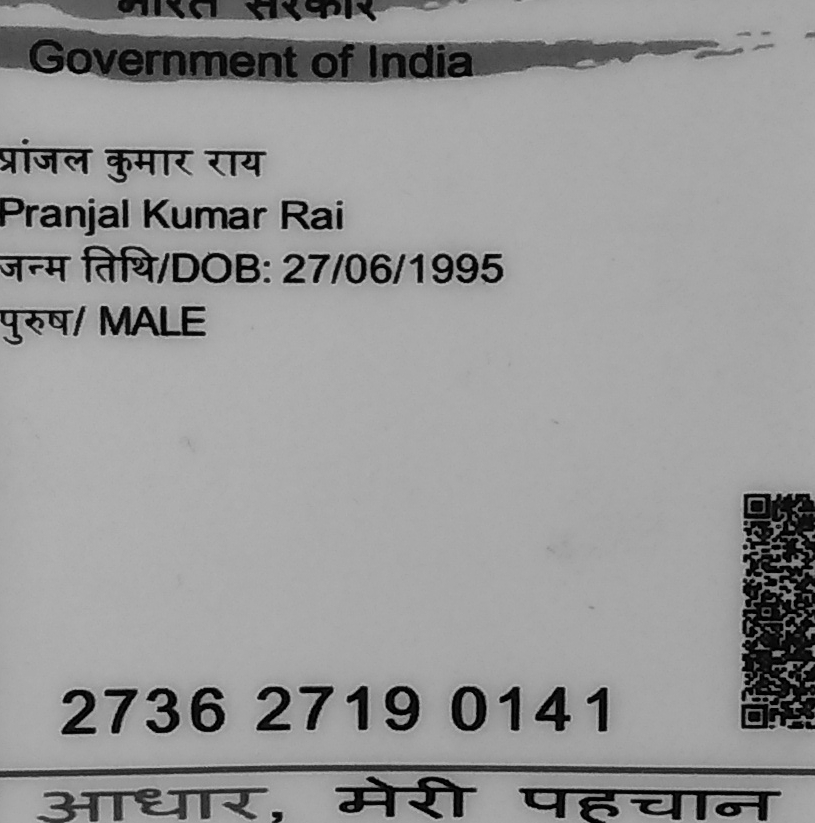 भारत सरकार
Government of India
प्रांजल कुमार राय
Pranjal Kumar Rai
जन्म तिथि/DOB: 27/06/1995
पुरुष/ MALE
2736 2719 0141
आधार, मेरी पहचान